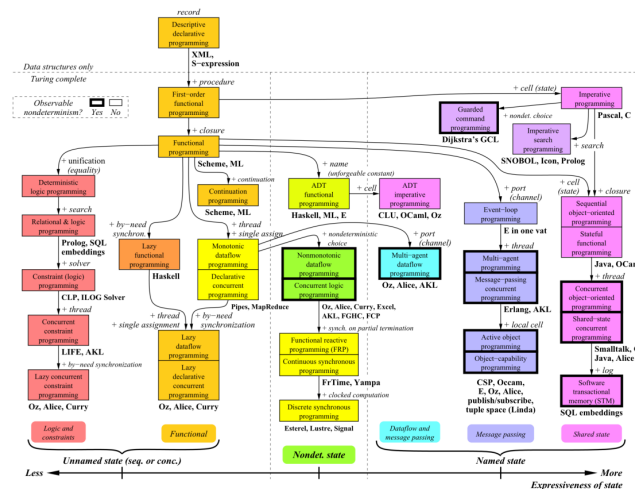 record
Descriptive
declarative
programming
XML,
S−expression
Data structures only
Turing complete
+ procedure
+ cell (state)
Observable
nondeterminism?
Yes
No
First−order
functional
programming
Imperative
programming
Pascal, C
+ nondet. choice
Guarded
command
programming
Dijkstra's GCL
+ search
Imperative
search
programming
SNOBOL, Icon, Prolog
+ closure
Functional
programming
Scheme, ML
+ unification
(equality)
Deterministic
logic programming
+ search
Relational & logic
programming
Prolog, SQL
embeddings
+ solver
Constraint (logic)
programming
CLP, ILOG Solver
+ thread
Concurrent
constraint
programming
LIFE, AKL
+ by−need synchronization
Lazy concurrent
constraint
programming
Oz, Alice, Curry
+ continuation
Continuation
programming
Scheme, ML
+ by−need
synchron.
Lazy
functional
programming
Haskell
+ thread
+ single assign.
Monotonic
dataflow
programming
Declarative
concurrent
programming
Pipes, MapReduce
+ thread
+ single assignment
+ by−need
synchronization
Lazy
dataflow
programming
Lazy
declarative
concurrent
programming
Oz, Alice, Curry
+ name
(unforgeable constant)
ADT
functional
programming
Haskell, ML, E
+ cell
ADT
imperative
programming
CLU, OCaml, Oz
+ nondeterministic
choice
Nonmonotonic
dataflow
programming
Concurrent logic
programming
Oz, Alice, Curry, Excel,
AKL, FGHC, FCP
+ port
(channel)
Multi−agent
dataflow
programming
Oz, Alice, AKL
+ synch. on partial termination
Functional reactive
programming (FRP)
Continuous synchronous
programming
FrTime, Yampa
+ clocked computation
Discrete synchronous
programming
Esterel, Lustre, Signal
+ port
(channel)
Event−loop
programming
E in one vat
+ thread
Multi−agent
programming
Message−passing
concurrent
programming
Erlang, AKL
+ local cell
Active object
programming
Object−capability
programming
CSP, Occam,
E, Oz, Alice,
publish/subscribe,
tuple space (Linda)
+ cell
(state)
+ closure
Sequential
object−oriented
programming
Stateful
functional
programming
Java, OCa
+ thread
Concurrent
object−oriented
programming
Shared−state
concurrent
programming
Smalltalk,
Java, Alice
+ log
Software
transactional
memory (STM)
SQL embeddings
Logic and
constraints
Functional
Nondet. state
Dataflow and
message passing
Message passing
Shared state
Unnamed state (seq. or conc.)
Named state
Less
More
Expressiveness of state